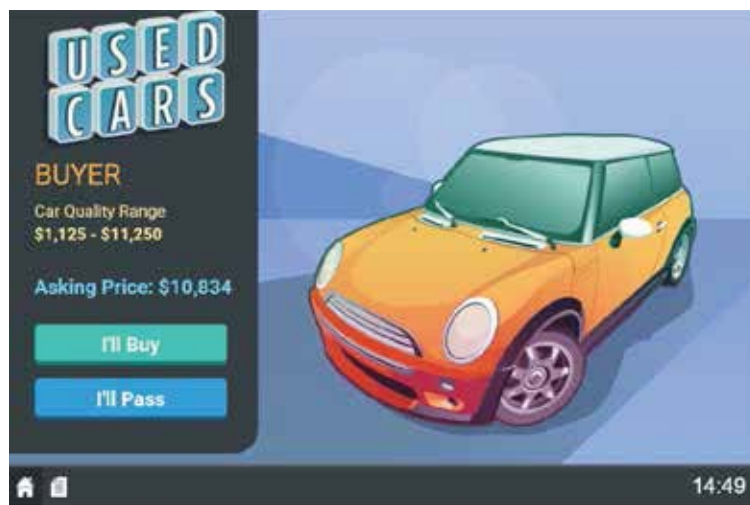 USED
CARS
BUYER
Car Quality Range
$1,125 - $11,250
Asking Price: $10,834
I'll Buy
I'll Pass
14:49